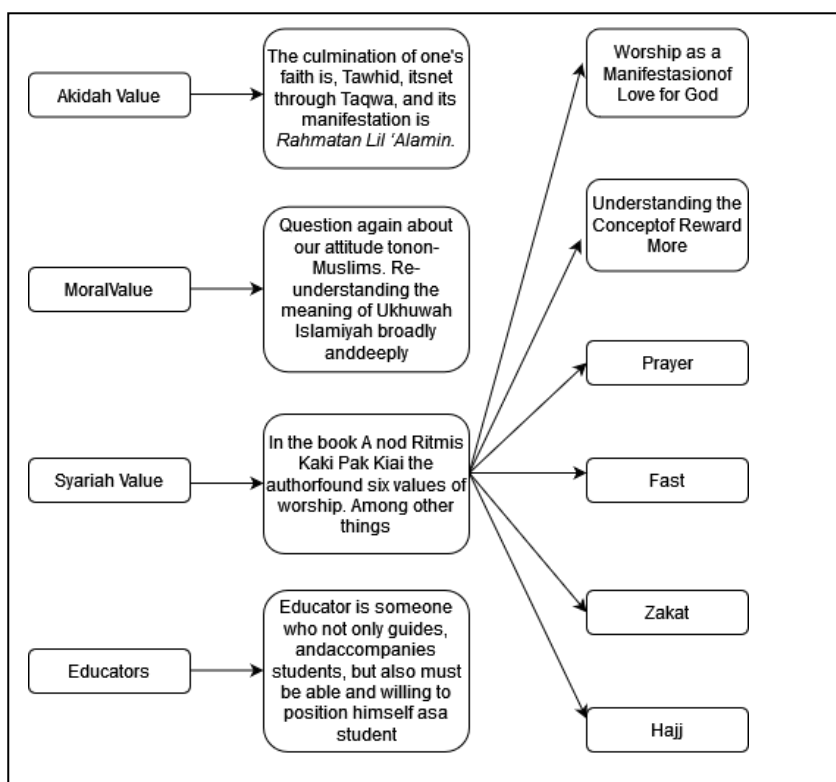 Akidah Value
The culmination of one's
faith is, Tawhid, itsnet
through Taqwa, and its
manifestation is
Rahmatan Lil ‘Alamin.
MoralValue
Question again about
our attitude tonon-
Muslims. Re-
understanding the
meaning of Ukhuwah
Islamiyah broadly
anddeeply
Syariah Value
In the book A nod Ritmis
Kaki Pak Kiai the
authorfound six values of
worship. Among other
things
Educators
Educator is someone
who not only guides,
andaccompanies
students, but also must
be able and willing to
position himself asa
student
Worship as a
Manifestasionof
Love for God
Understanding the
Conceptof Reward
More
Prayer
Fast
Zakat
Hajj